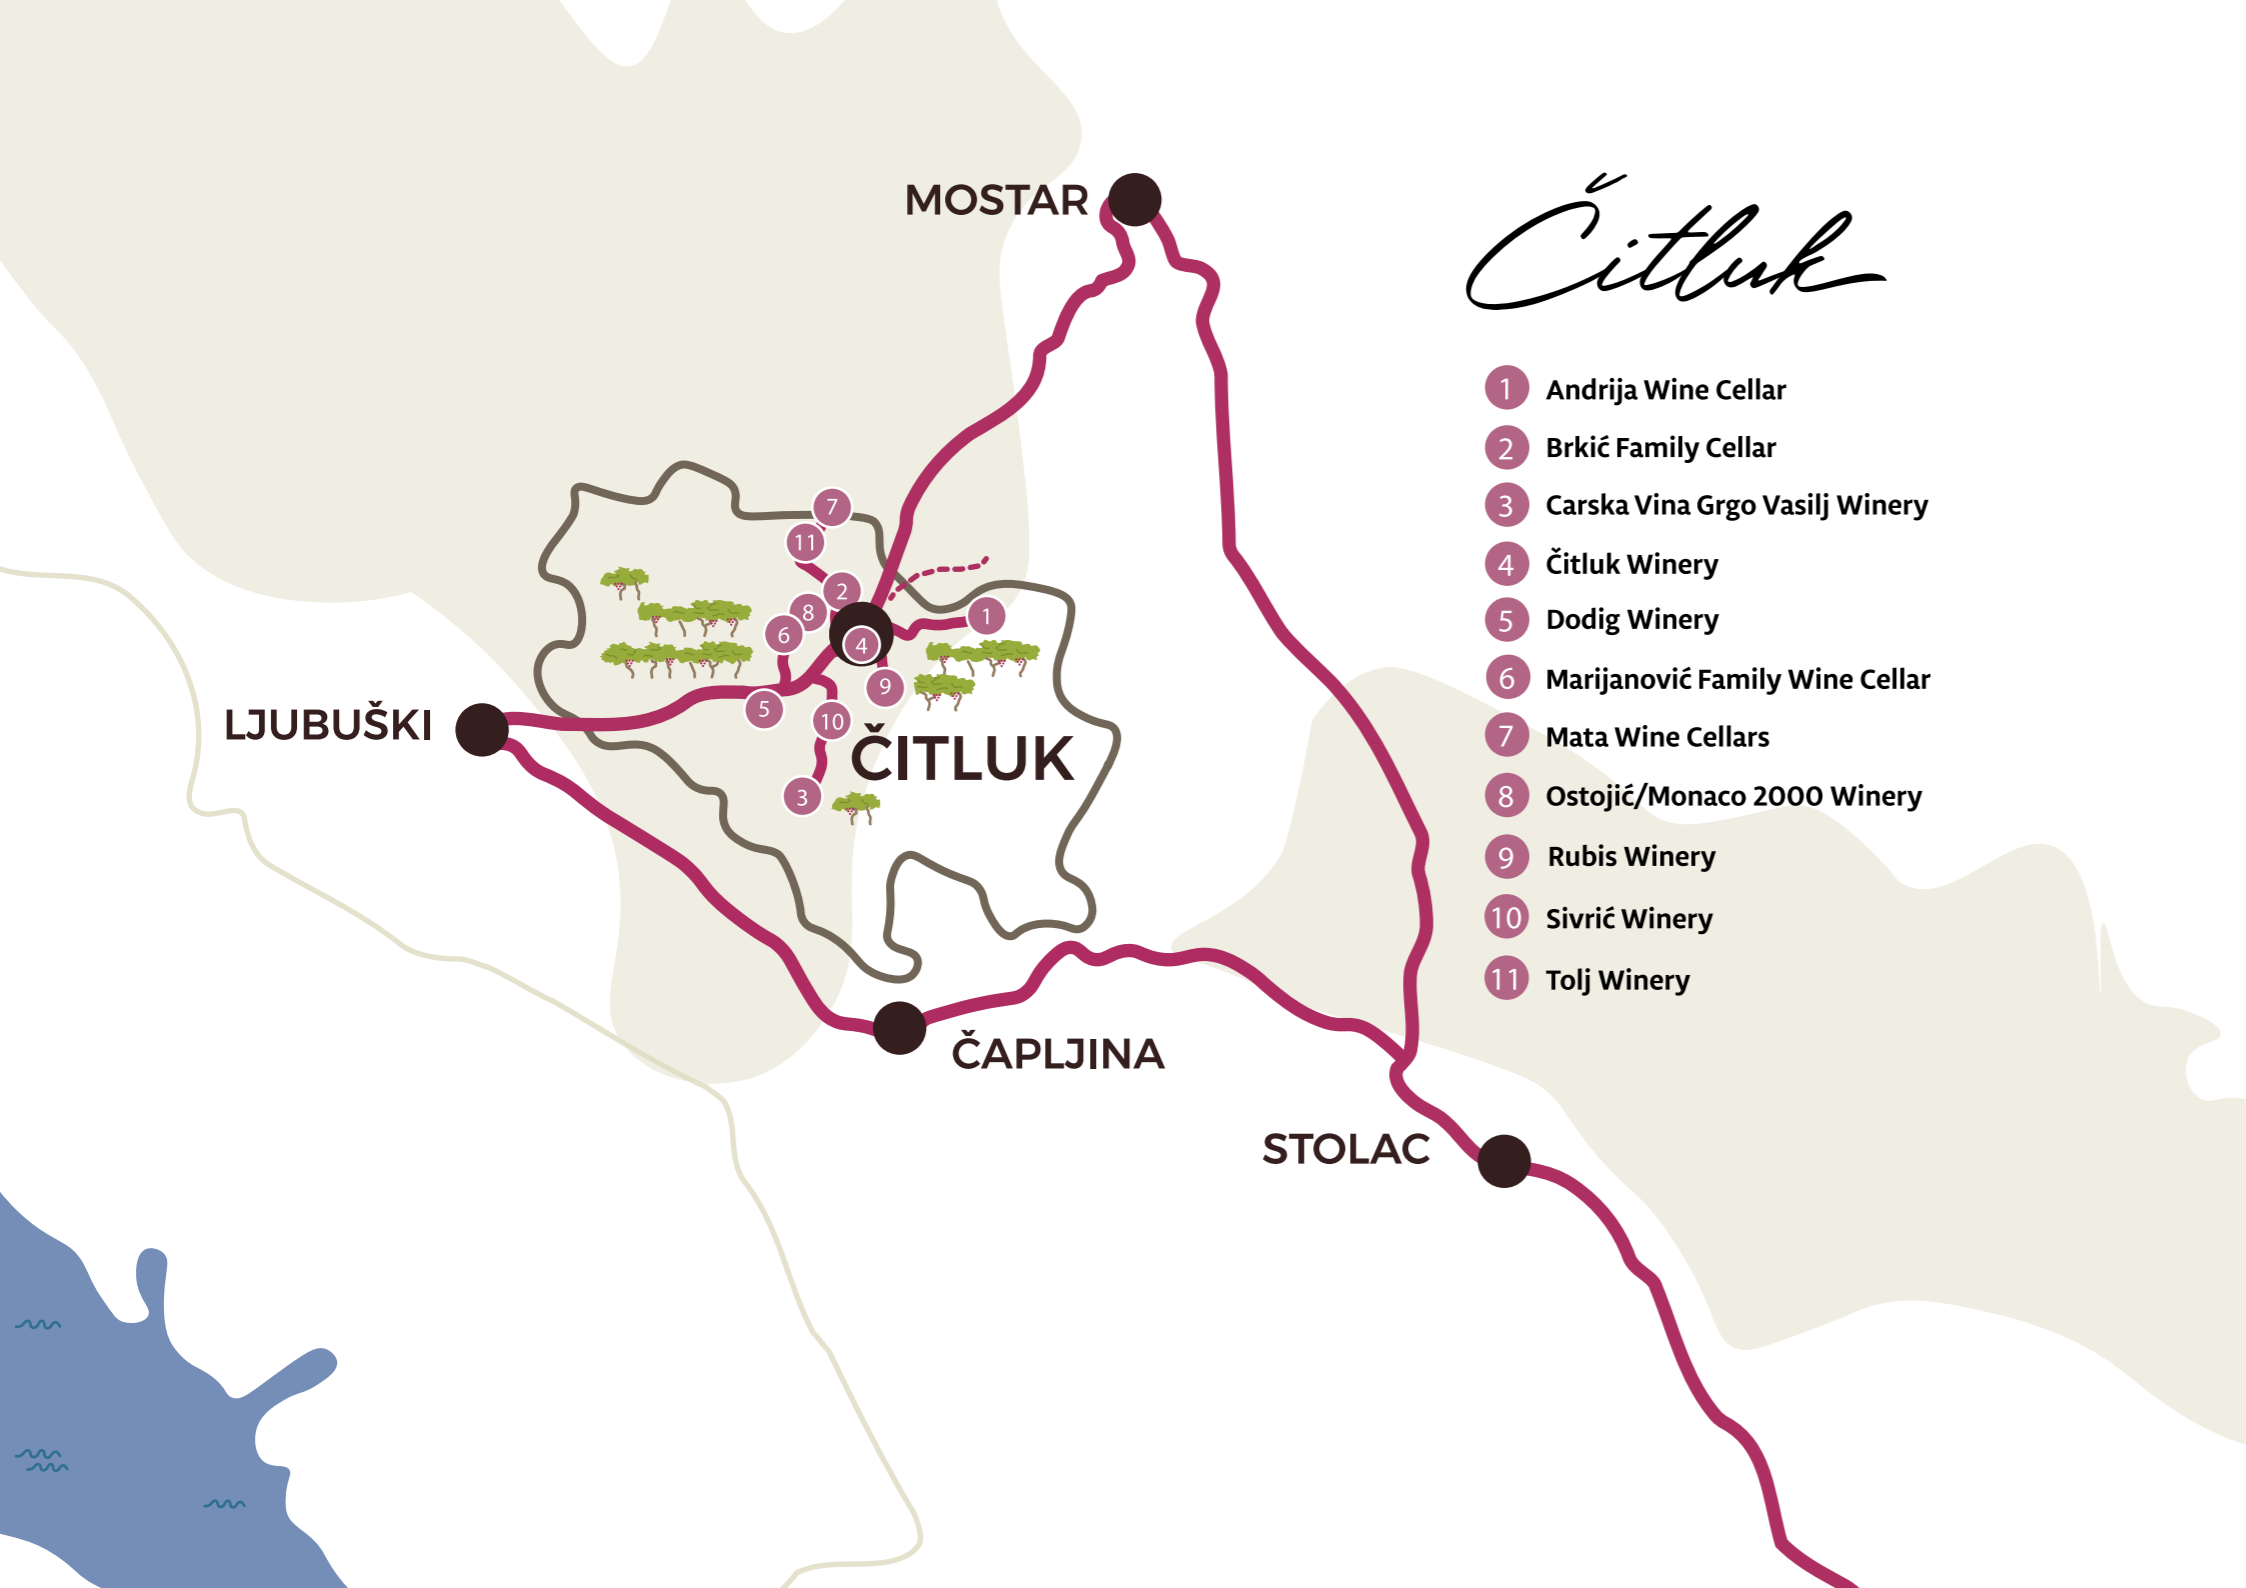 MOSTAR
Čitluk
1 Andrija Wine Cellar
2 Brkić Family Cellar
3 Carska Vina Grgo Vasilj Winery
4 Čitluk Winery
5 Dodig Winery
6 Marijanović Family Wine Cellar
7 Mata Wine Cellars
8 Ostojić/Monaco 2000 Winery
9 Rubis Winery
10 Sivrić Winery
11 Tolj Winery
7
11
2
8
1
6
4
9
5
10
LJUBUŠKI
ČITLUK
3
ČAPLJINA
STOLAC